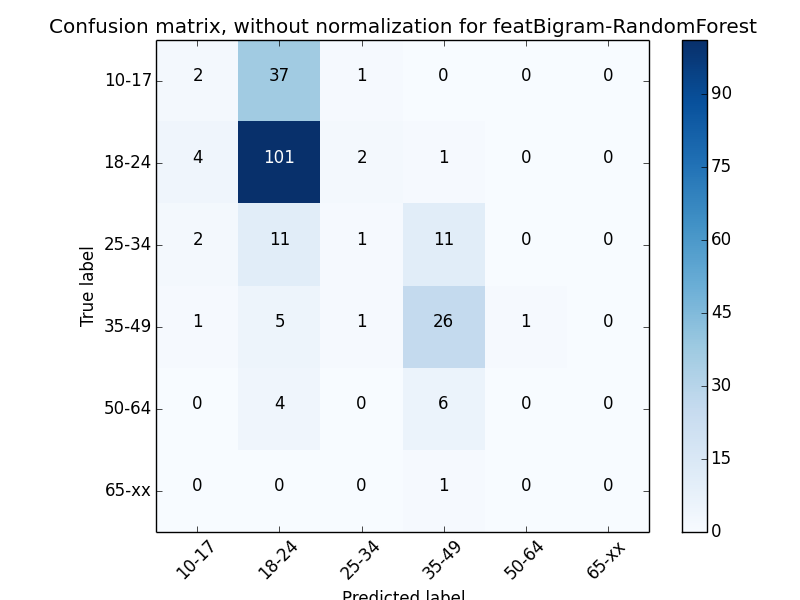 Confusion matrix, without normalization for featBigram-RandomForest
10-17 2 37 1 0 0 0
18-24 4 101 2 1 0 0
25-34 2 11 1 11 0 0
35-49 1 5 1 26 1 0
50-64 0 4 0 6 0 0
65-xx 0 0 0 1 0 0
10-17 18-24 25-34 35-49 50-64 65-xx
True label
Predicted label
90
75
60
45
30
15
0